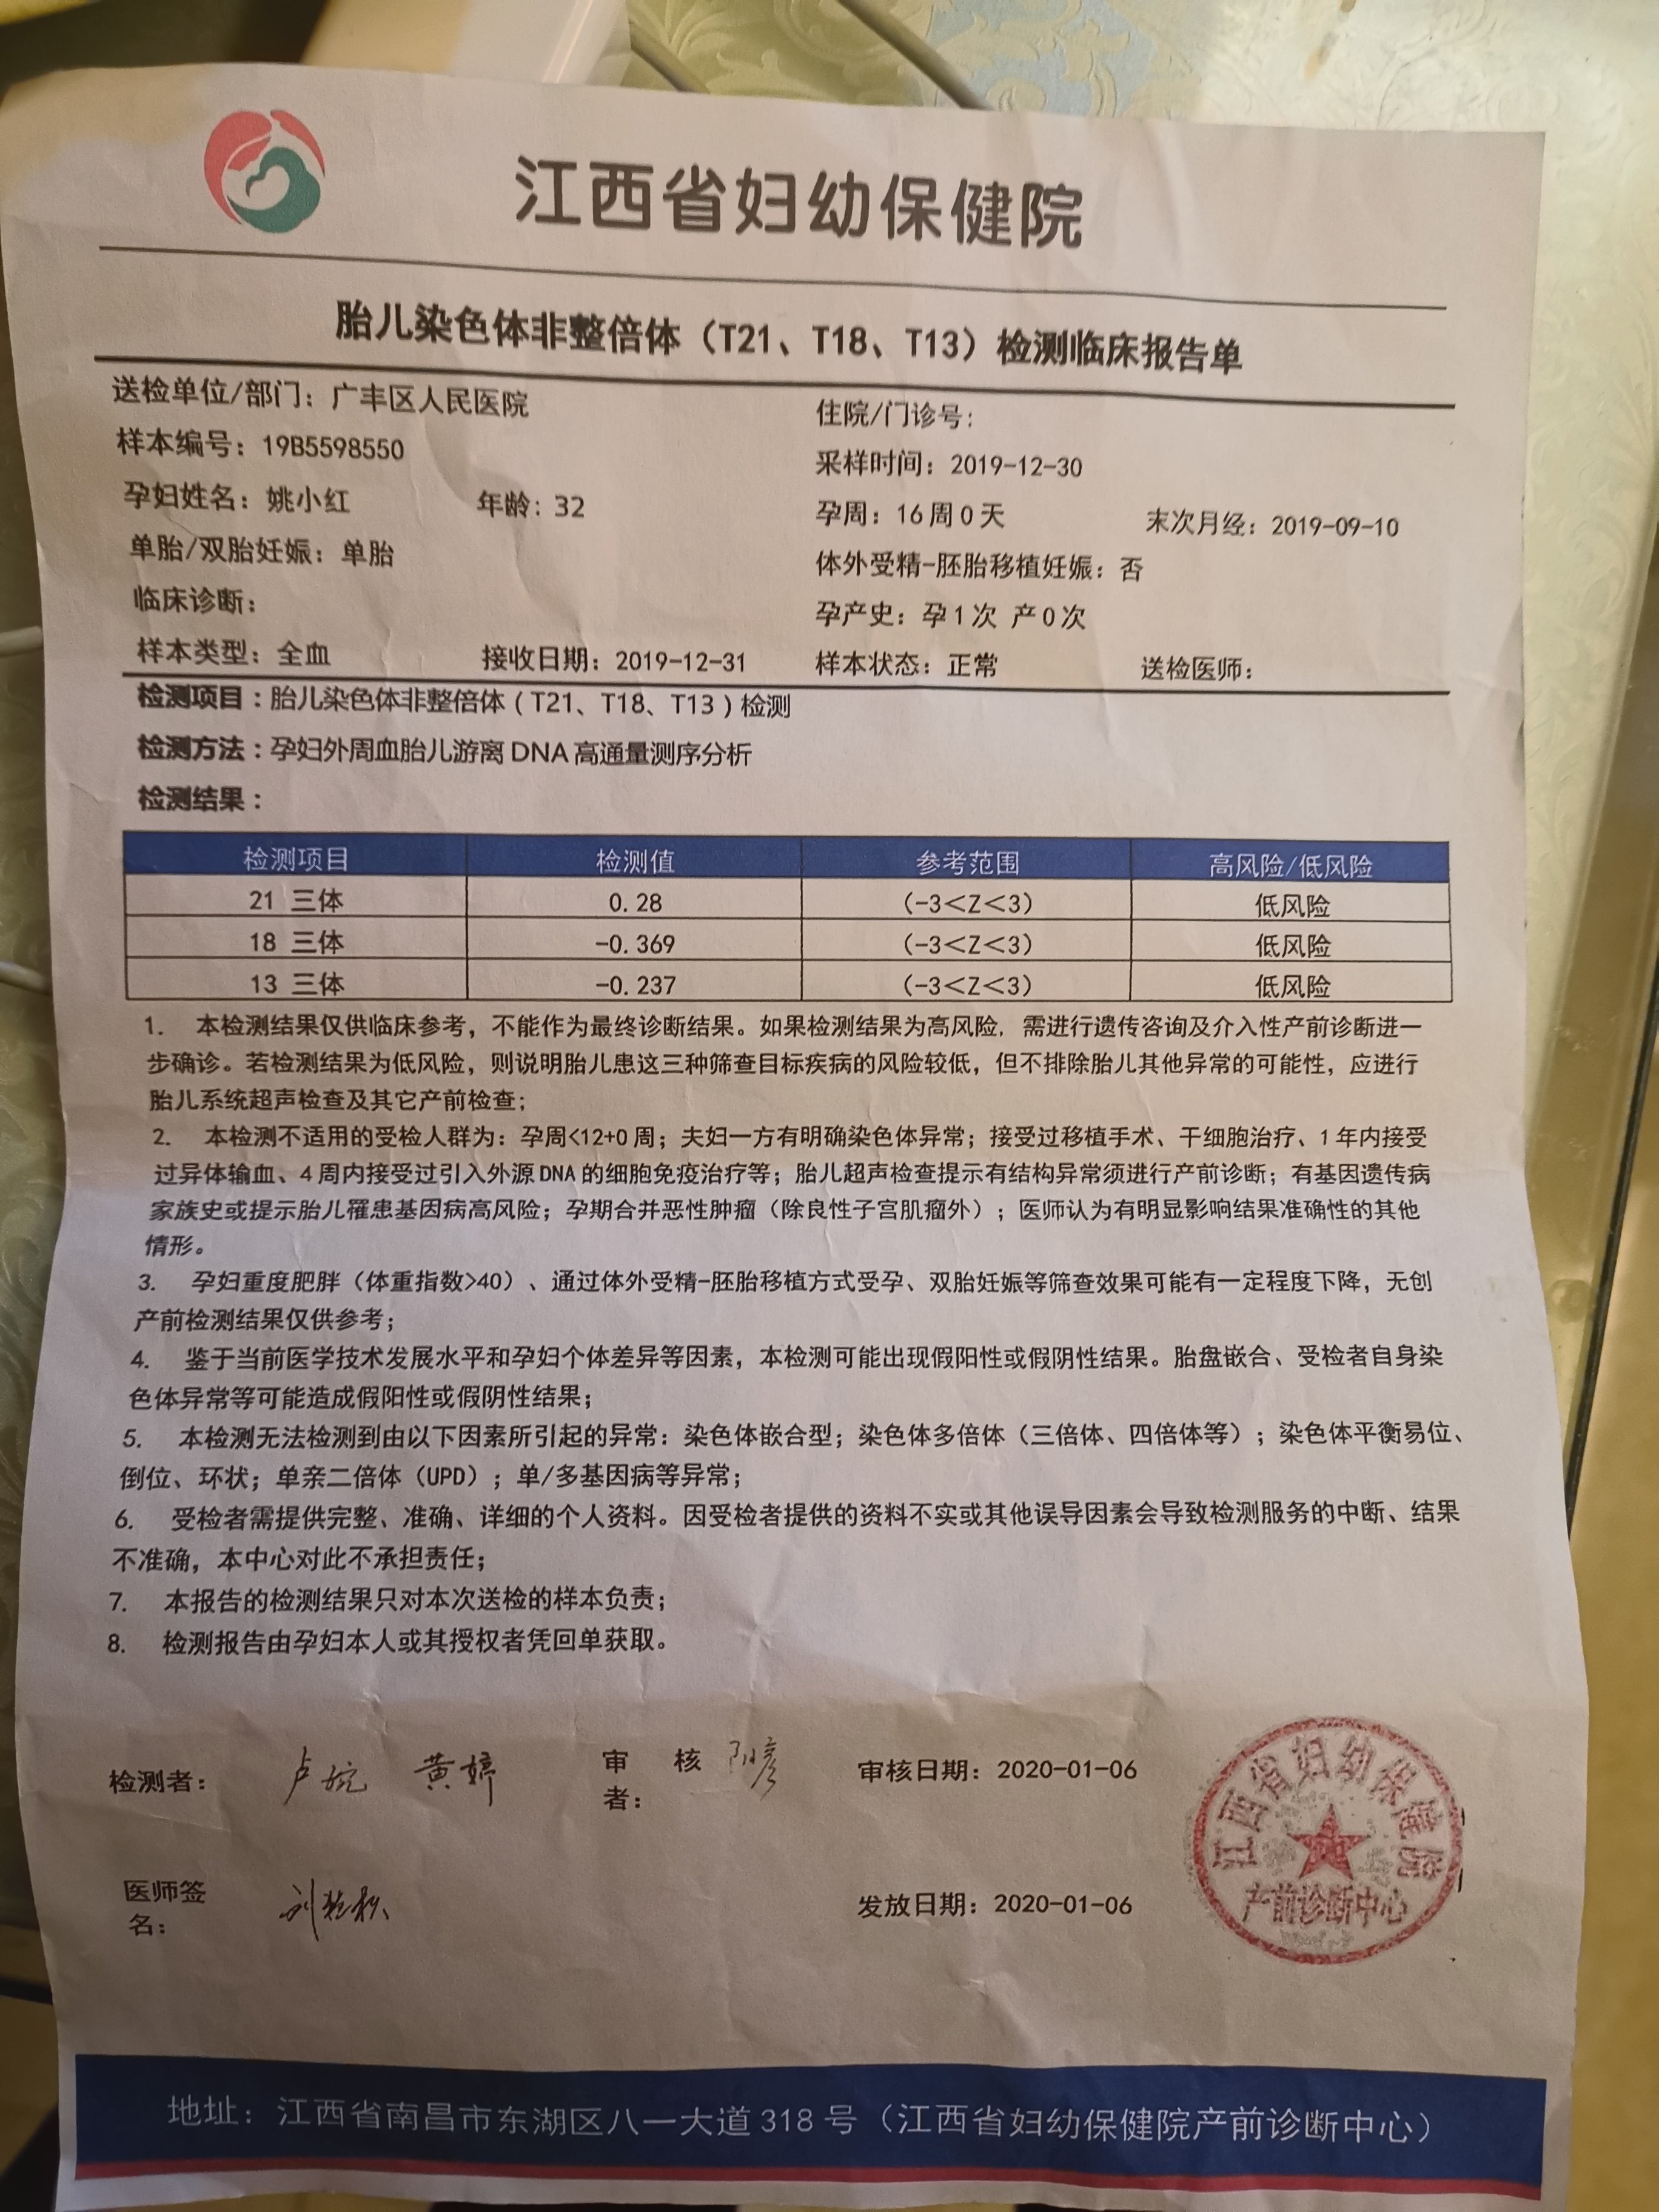 江西省妇幼保健院
胎儿染色体非整倍体（T21、T18、T13）检测临床报告单
送检单位/部门：广丰区人民医院 住院/门诊号：
样本编号：19B5598550 采样时间：2019-12-30
孕妇姓名：姚小红 年龄：32 孕周：16周0天 末次月经：2019-09-10
单胎/双胎妊娠：单胎 体外受精-胚胎移植妊娠：否
临床诊断： 孕产史：孕1次 产0次
样本类型：全血 接收日期：2019-12-31 样本状态：正常 送检医师：
检测项目：胎儿染色体非整倍体（T21、T18、T13）检测
检测方法：孕妇外周血胎儿游离DNA高通量测序分析
检测结果：
检测项目 检测值 参考范围 高风险/低风险
21 三体 0.28 （-3＜Z＜3） 低风险
18 三体 -0.369 （-3＜Z＜3） 低风险
13 三体 -0.237 （-3＜Z＜3） 低风险
1. 本检测结果仅供临床参考，不能作为最终诊断结果。如果检测结果为高风险，需进行遗传咨询及介入性产前诊断进一
步确诊。若检测结果为低风险，则说明胎儿患这三种筛查目标疾病的风险较低，但不排除胎儿其他异常的可能性，应进行
胎儿系统超声检查及其它产前检查；
2. 本检测不适用的受检人群为：孕周<12+0周；夫妇一方有明确染色体异常；接受过移植手术、干细胞治疗、1年内接受
过异体输血、4周内接受过引入外源DNA的细胞免疫治疗等；胎儿超声检查提示有结构异常须进行产前诊断；有基因遗传病
家族史或提示胎儿罹患基因病高风险；孕期合并恶性肿瘤（除良性子宫肌瘤外）；医师认为有明显影响结果准确性的其他
情形。
3. 孕妇重度肥胖（体重指数>40）、通过体外受精-胚胎移植方式受孕、双胎妊娠等筛查效果可能有一定程度下降，无创
产前检测结果仅供参考；
4. 鉴于当前医学技术发展水平和孕妇个体差异等因素，本检测可能出现假阳性或假阴性结果。胎盘嵌合、受检者自身染
色体异常等可能造成假阳性或假阴性结果；
5. 本检测无法检测到由以下因素所引起的异常：染色体嵌合型；染色体多倍体（三倍体、四倍体等）；染色体平衡易位、
倒位、环状；单亲二倍体（UPD）；单/多基因病等异常；
6. 受检者需提供完整、准确、详细的个人资料。因受检者提供的资料不实或其他误导因素会导致检测服务的中断、结果
不准确，本中心对此不承担责任；
7. 本报告的检测结果只对本次送检的样本负责；
8. 检测报告由孕妇本人或其授权者凭回单获取。
检测者： 卢婉 黄婷 审核者： 审核日期：2020-01-06
医师签名： 发放日期：2020-01-06
江西省妇幼保健院
产前诊断中心
地址：江西省南昌市东湖区八一大道318号（江西省妇幼保健院产前诊断中心）